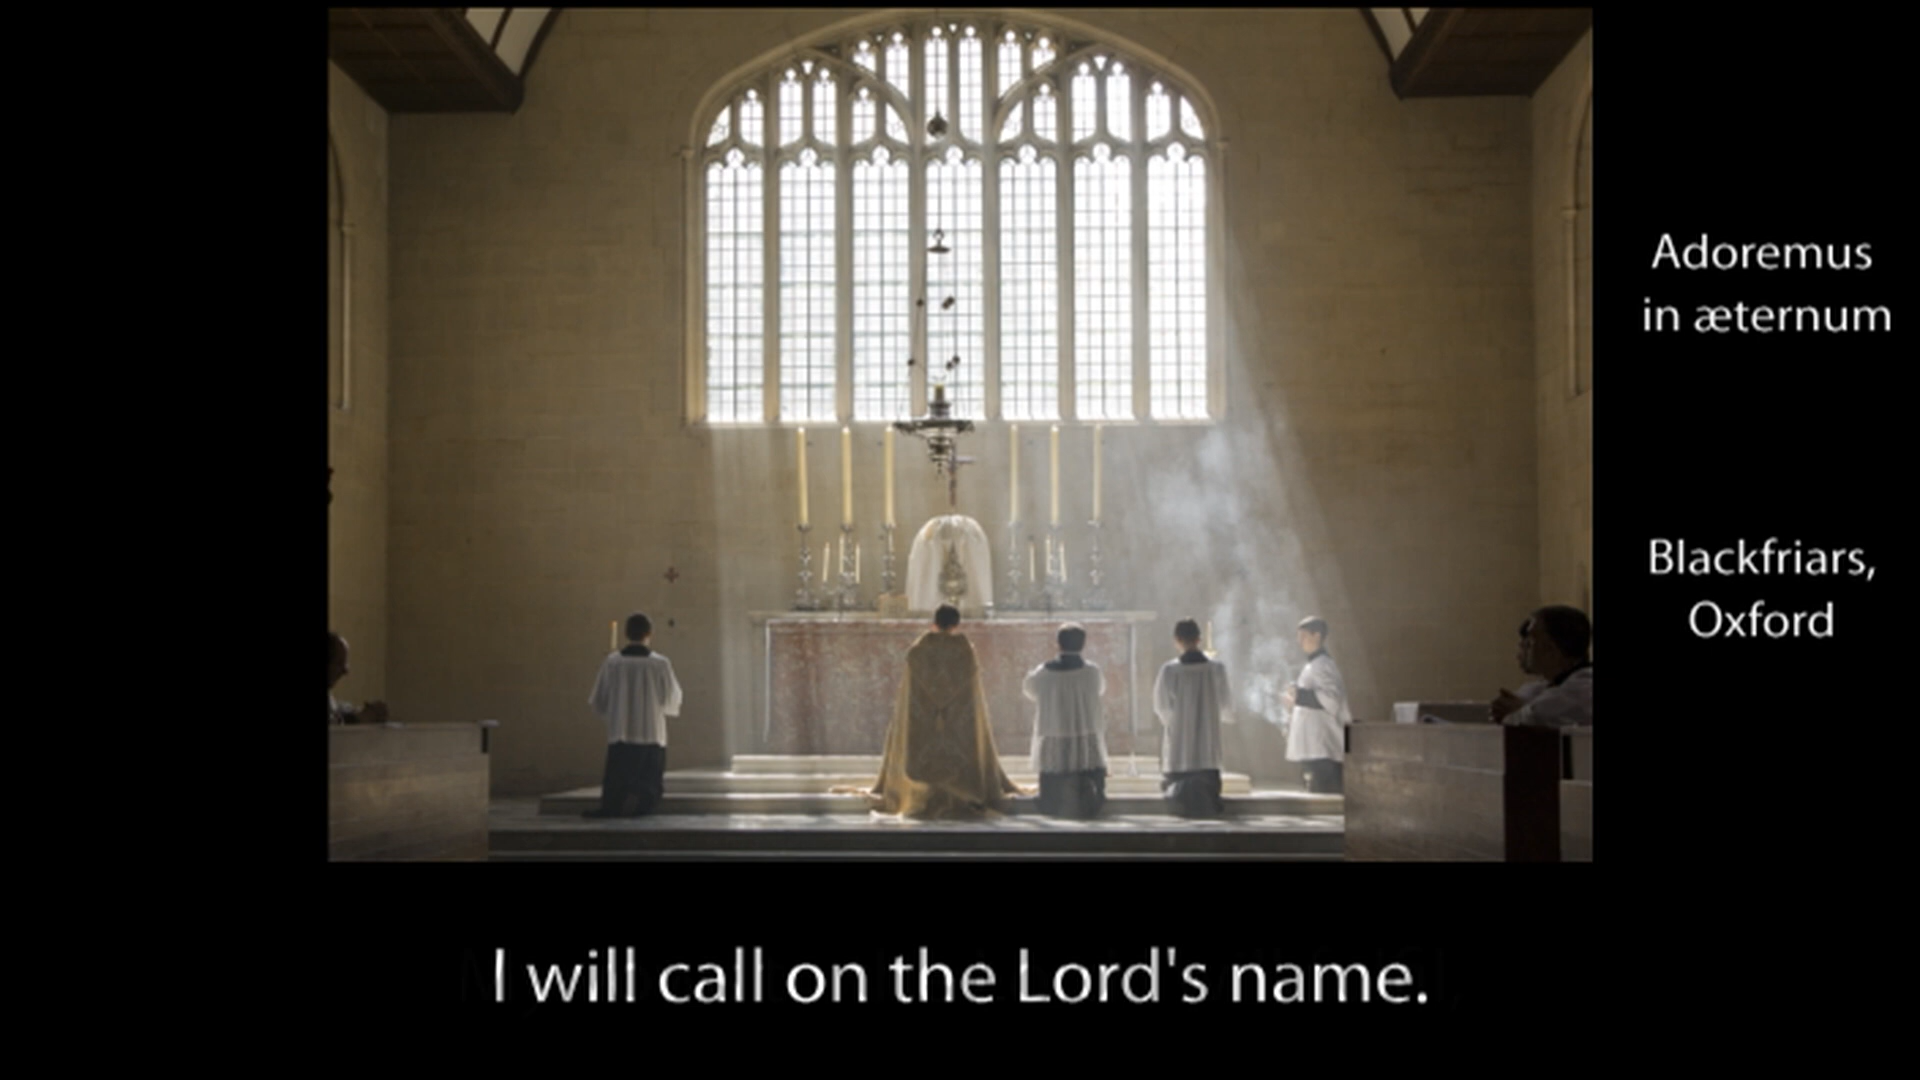 Adoremus
in æternum
Blackfriars,
Oxford
I will call on the Lord's name.